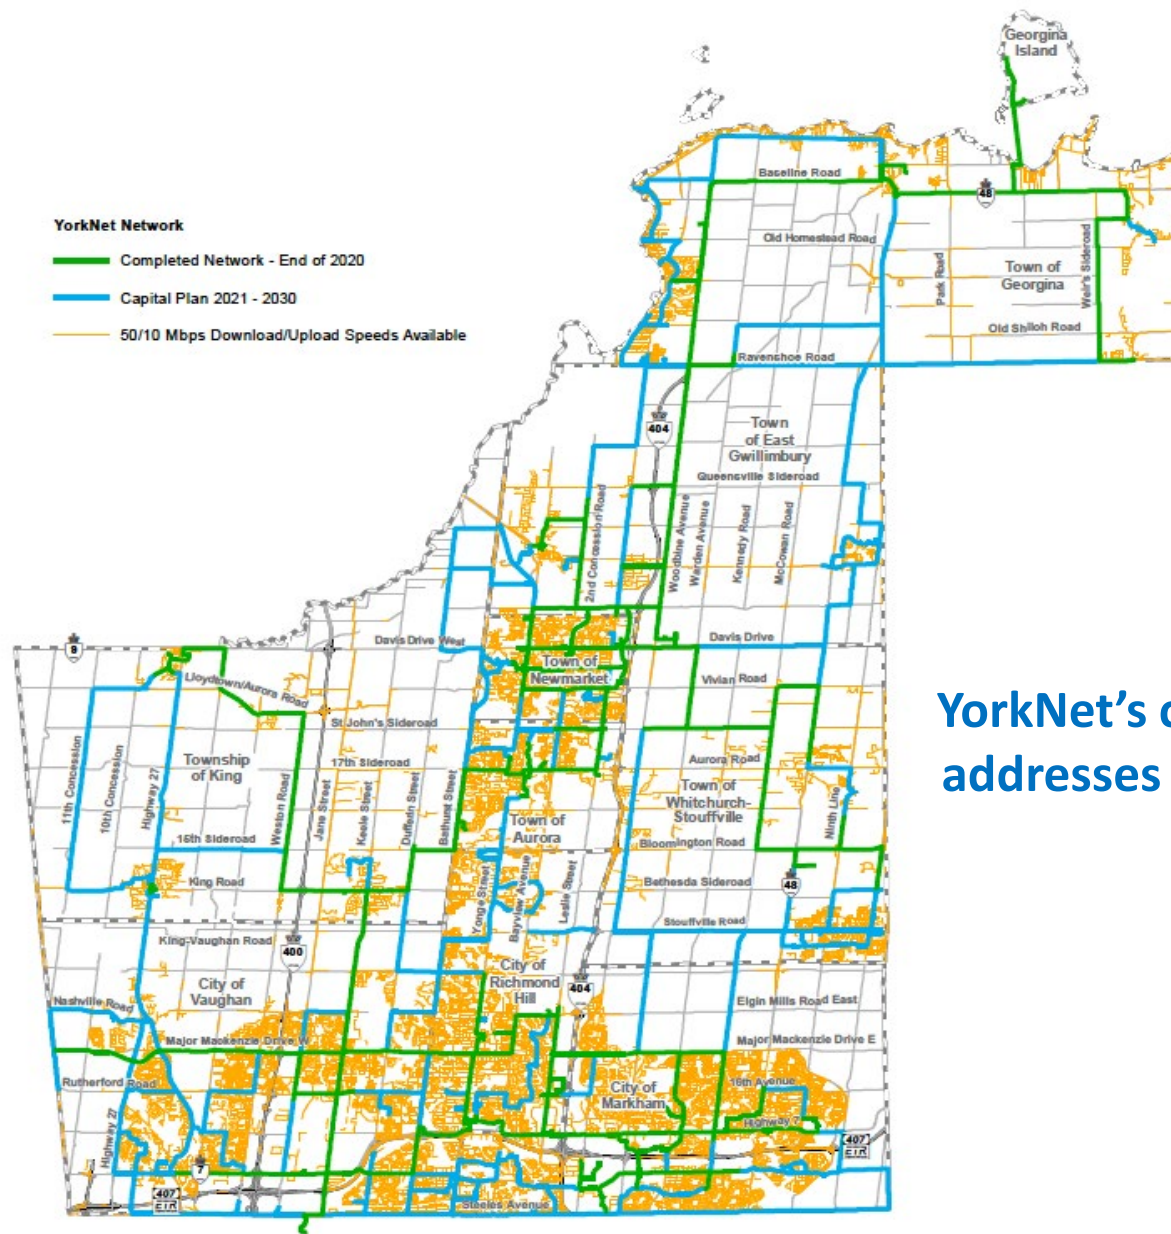 Georgina
Island
YorkNet Network
Completed Network - End of 2020
Capital Plan 2021 - 2030
50/10 Mbps Download/Upload Speeds Available
Baseline Road
48
Old Homestead Road
Park Road
Town of
Georgina
Weir's Sideroad
Old Shiloh Road
Ravenshoe Road
404
Town
of East
Gwillimbury
Queensville Sideroad
2nd Concession Road
Woodbine Avenue
Warden Avenue
Kennedy Road
McCowan Road
9
Davis Drive West
Davis Drive
Town of
Newmarket
Vivian Road
Lloydtown/Aurora Road
St John's Sideroad
17th Sideroad
Aurora Road
11th Concession
10th Concession
Highway 27
Township
of King
Weston Road
Jane Street
Keele Street
Dufferin Street
Bathurst Street
Town of
Aurora
Town of
Whitchurch-
Stouffville
Ninth Line
15th Sideroad
Bloomington Road
King Road
Yonge Street
Bayview Avenue
Leslie Street
Bethesda Sideroad
48
Stouffville Road
King-Vaughan Road
400
City of
Vaughan
City of
Richmond
Hill
404
Nashville Road
Elgin Mills Road East
Major Mackenzie Drive W
Major Mackenzie Drive E
Rutherford Road
City of
Markham
16th Avenue
Highway 7
Highway 27
7
407
ETR
407
ETR
Steeles Avenue
YorkNet's
addresses